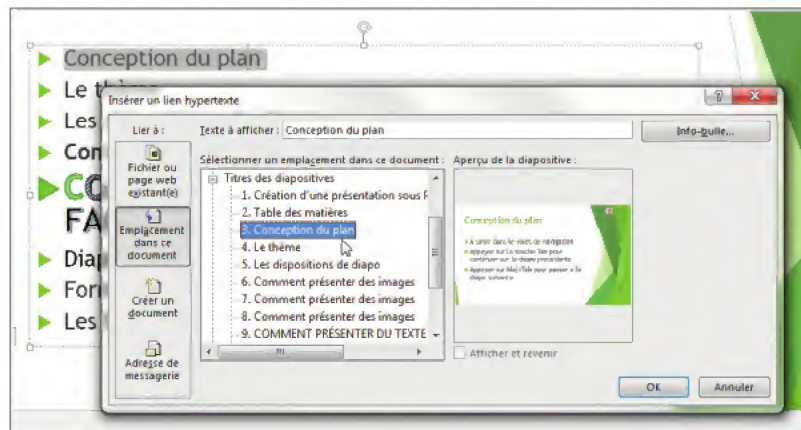 Conception du plan
Le thème
Insérer un lien hypertexte
Les
Lier à :
Texte à afficher : Conception du plan
Info-bulle...
Con
Fichier ou
page web
existant(e)
Sélectionner un emplacement dans ce document :
Aperçu de la diapositive :
Titres des diapositives
1. Création d'une présentation sous
2. Table des matières
3. Conception du plan
4. Le thème
5. Les dispositions de diapo
6. Comment présenter des images
7. Comment présenter des images
8. Comment présenter des images
9. COMMENT PRÉSENTER DU TEXTE
Conception du plan
FA
Emplacement
dans ce
document
Diap
Créer un
document
For
Les
Adresse de
messagerie
Afficher et revenir
OK
Annuler